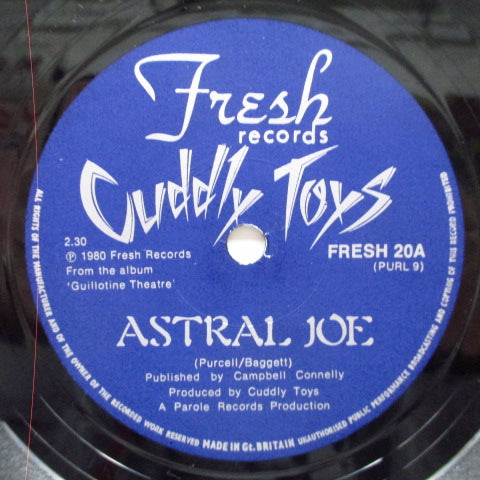 Fresh
records
Cuddly Toys
2.30
℗ 1980 Fresh Records
From the album
'Guillotine Theatre'
FRESH 20A
(PURL 9)
ASTRAL JOE
(Purcell/Baggett)
Published by Campbell Connelly
Produced by Cuddly Toys
A Parole Records Production
ALL RIGHTS OF THE MANUFACTURER AND OF THE OWNER OF THE RECORDED WORK RESERVED MADE IN Gt. BRITAIN UNAUTHORISED PUBLIC PERFORMANCE BROADCASTING AND COPYING OF THIS RECORD PROHIBITED